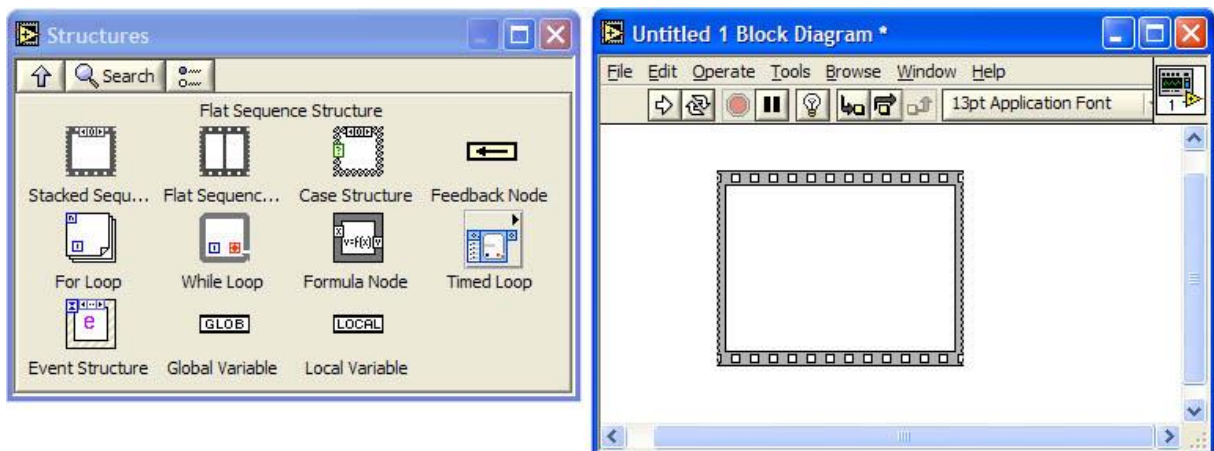 Structures
Search
Flat Sequence Structure
Stacked Sequ... Flat Sequenc... Case Structure Feedback Node
For Loop While Loop Formula Node Timed Loop
Event Structure Global Variable Local Variable
GLOB LOCAL
Untitled 1 Block Diagram *
File Edit Operate Tools Browse Window Help
13pt Application Font
1